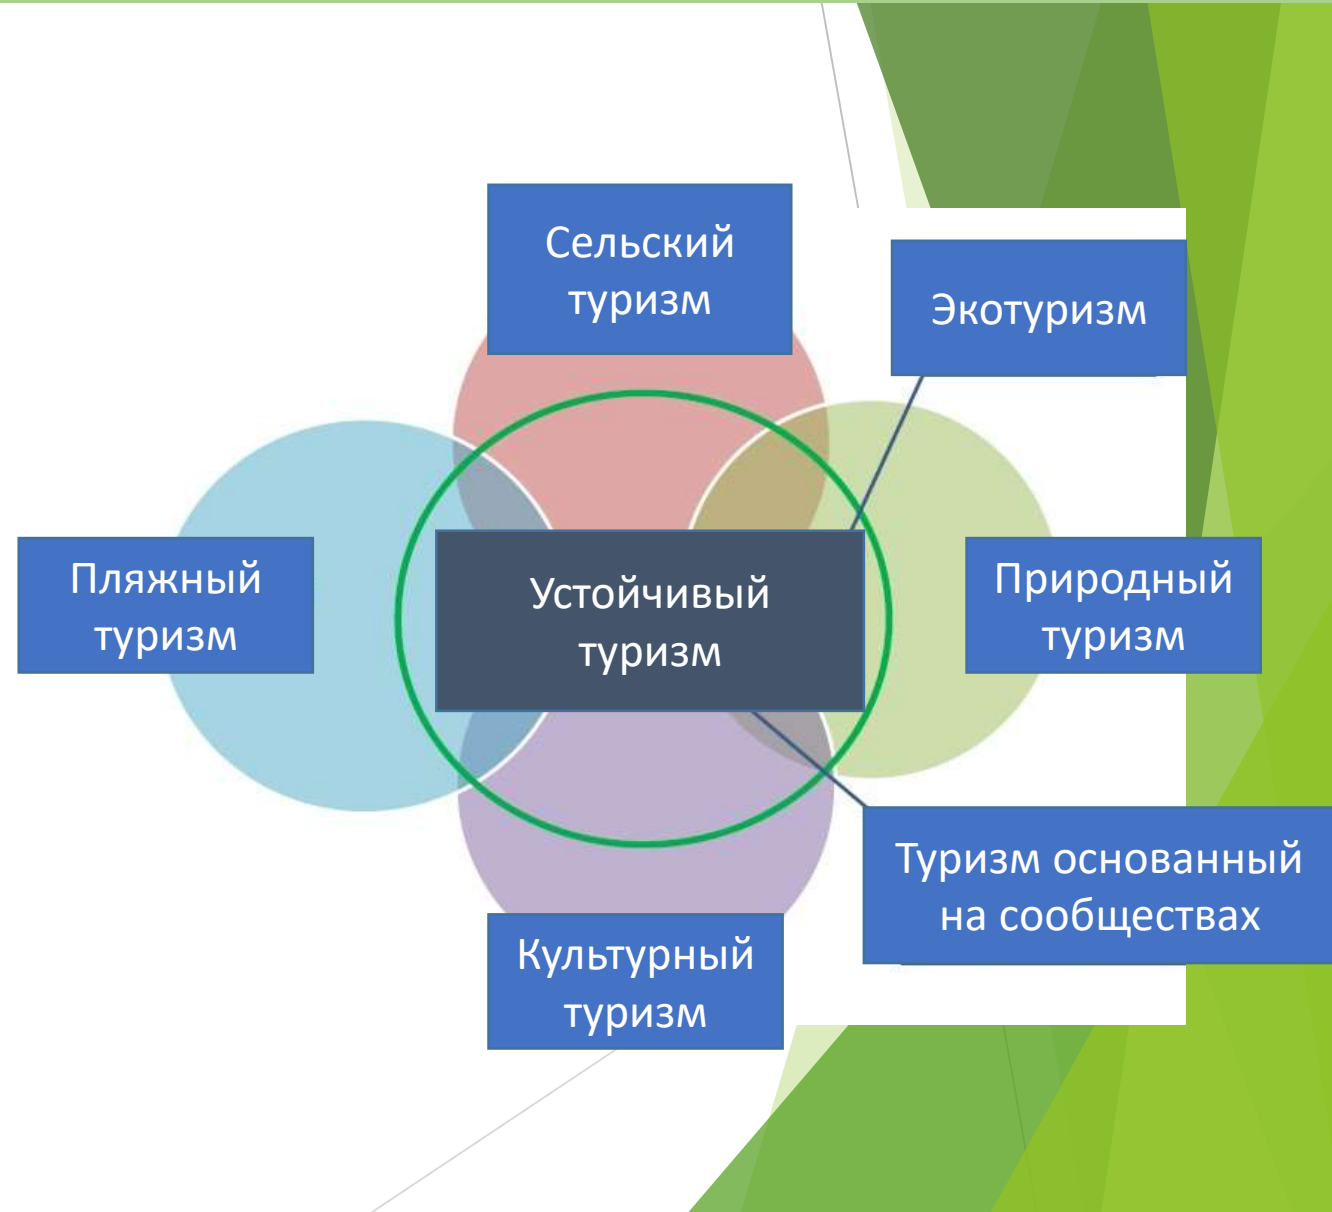 Сельский
туризм
Экотуризм
Пляжный
туризм
Устойчивый
туризм
Природный
туризм
Туризм основанный
на сообществах
Культурный
туризм